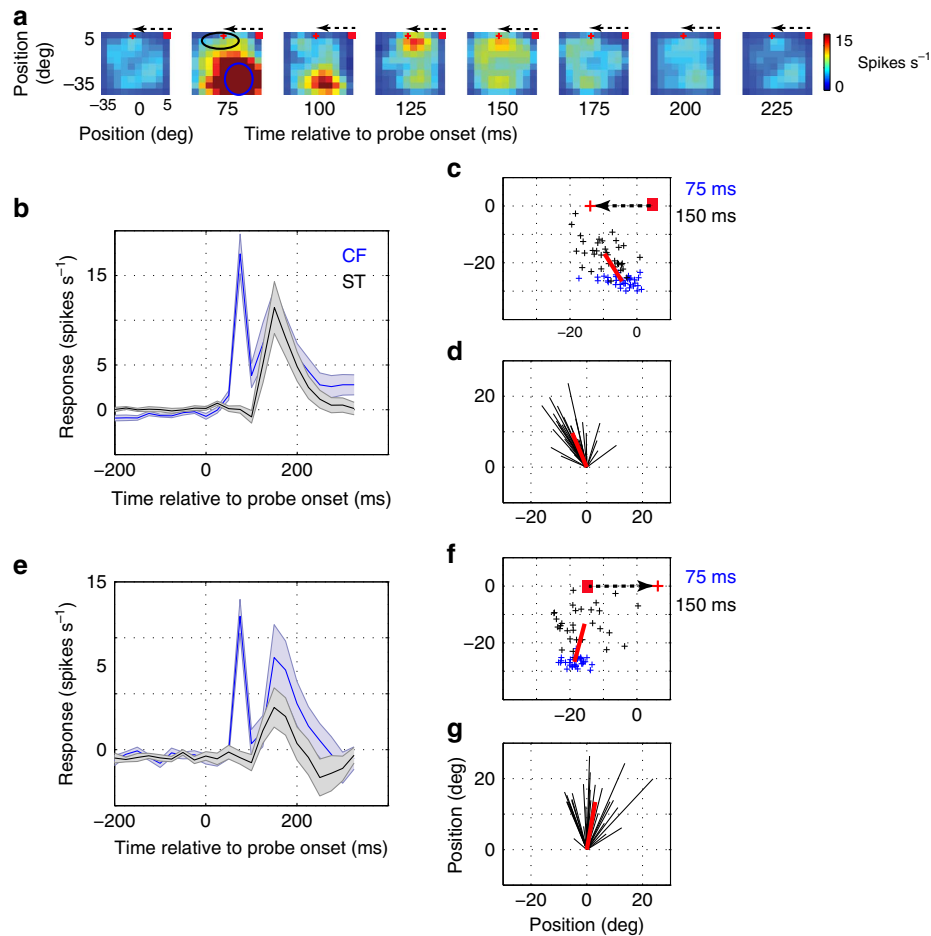 a
Position (deg)
5
−35
−35 0 5
75 100 125 150 175 200 225
Position (deg)
Time relative to probe onset (ms)
15
0
Spikes s−1
b
Response (spikes s−1)
15
5
0
CF
ST
−200 0 200
Time relative to probe onset (ms)
c
0
−20
−20 0
75 ms
150 ms
d
20
0
−20 0 20
e
Response (spikes s−1)
15
5
0
−200 0 200
Time relative to probe onset (ms)
f
0
−20
−20 0
75 ms
150 ms
g
Position (deg)
20
0
−20 0 20
Position (deg)